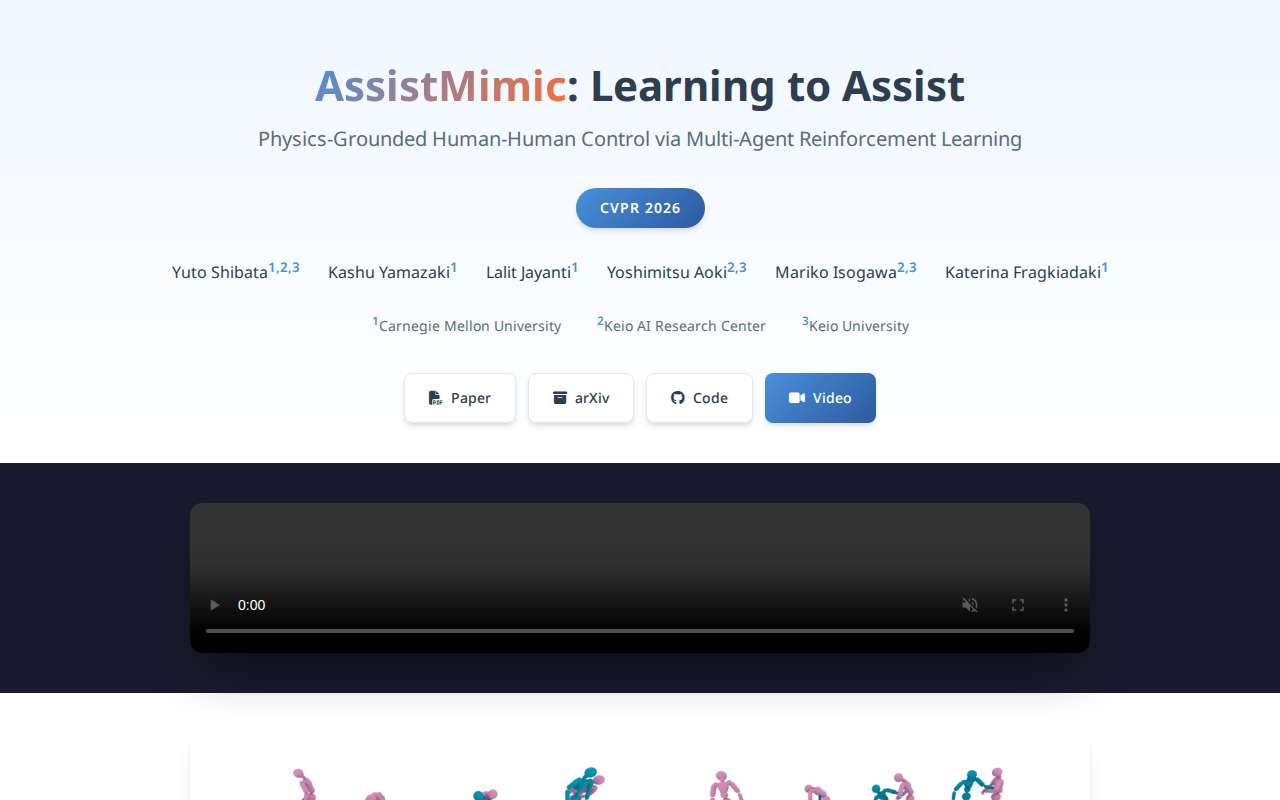 AssistMimic: Learning to Assist
Physics-Grounded Human-Human Control via Multi-Agent Reinforcement Learning
CVPR 2026
Yuto Shibata1,2,3 Kashu Yamazaki1 Lalit Jayanti1 Yoshimitsu Aoki2,3 Mariko Isogawa2,3 Katerina Fragkiadaki1
1Carnegie Mellon University 2Keio AI Research Center 3Keio University
Paper arXiv Code Video
0:00